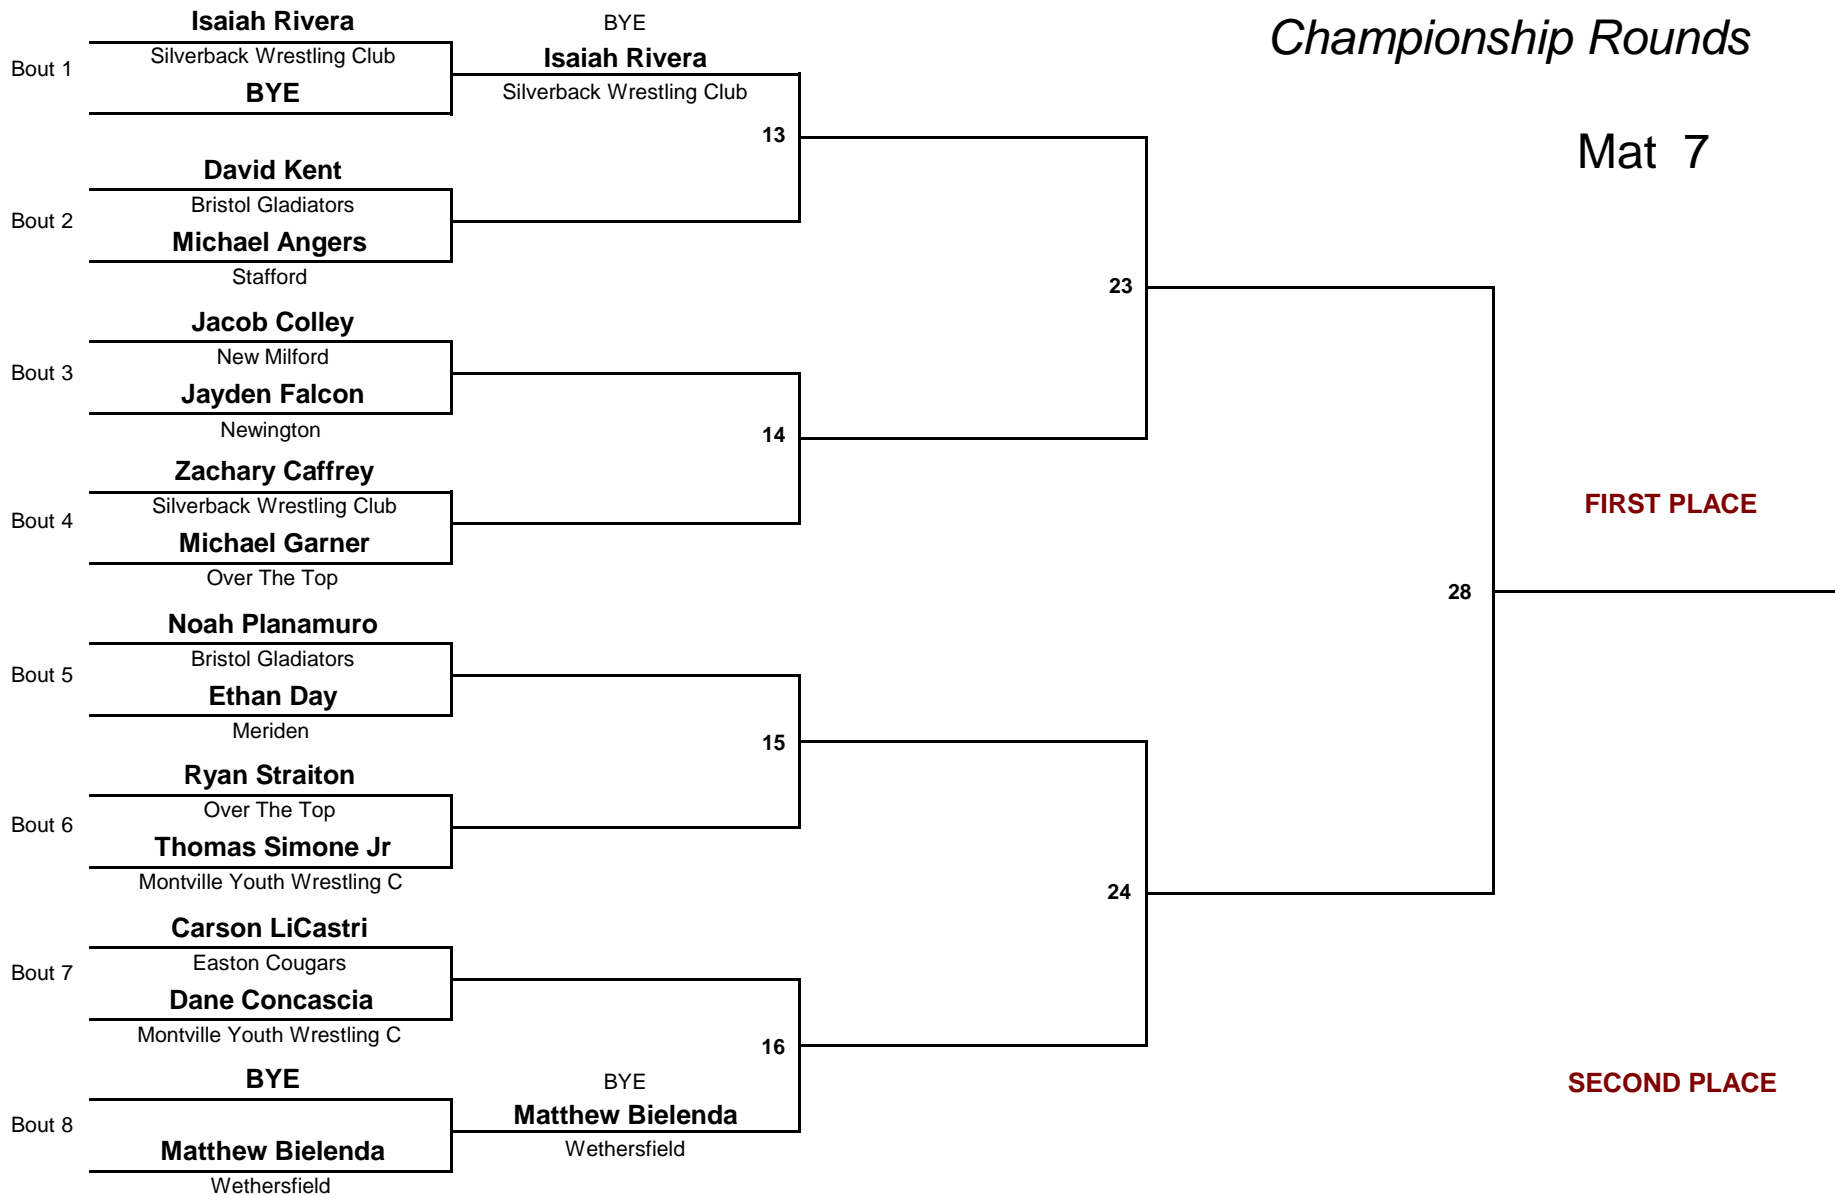 Championship Rounds
Mat 7
Isaiah Rivera
Bout 1
Silverback Wrestling Club
BYE
BYE
Isaiah Rivera
Silverback Wrestling Club
13
David Kent
Bout 2
Bristol Gladiators
Michael Angers
Stafford
23
Jacob Colley
Bout 3
New Milford
Jayden Falcon
Newington
14
Zachary Caffrey
Bout 4
Silverback Wrestling Club
Michael Garner
Over The Top
FIRST PLACE
28
Noah Planamuro
Bout 5
Bristol Gladiators
Ethan Day
Meriden
15
Ryan Straiton
Bout 6
Over The Top
Thomas Simone Jr
Montville Youth Wrestling C
24
Carson LiCastri
Bout 7
Easton Cougars
Dane Concascia
Montville Youth Wrestling C
16
BYE
Bout 8
Matthew Bielenda
Wethersfield
BYE
Matthew Bielenda
Wethersfield
SECOND PLACE